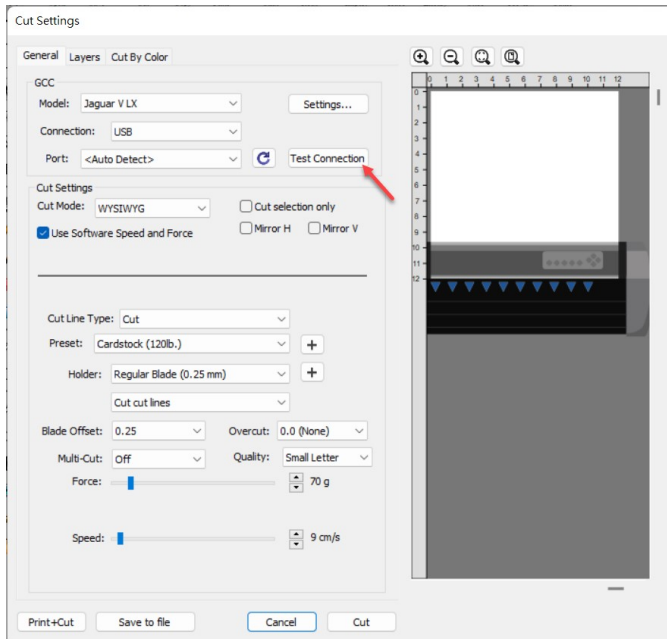 Cut Settings
General Layers Cut By Color
GCC
Model: Jaguar V LX Settings...
Connection: USB
Port: <Auto Detect> Test Connection
Cut Settings
Cut Mode: WYSIWYG Cut selection only
Use Software Speed and Force Mirror H Mirror V
Cut Line Type: Cut
Preset: Cardstock (120lb.) +
Holder: Regular Blade (0.25 mm) +
Cut cut lines
Blade Offset: 0.25 Overcut: 0.0 (None)
Multi-Cut: Off Quality: Small Letter
Force: 70 g
Speed: 9 cm/s
Print+Cut Save to file Cancel Cut
0 1 2 3 4 5 6 7 8 9 10 11 12
0
1
2
3
4
5
6
7
8
9
10
11
12